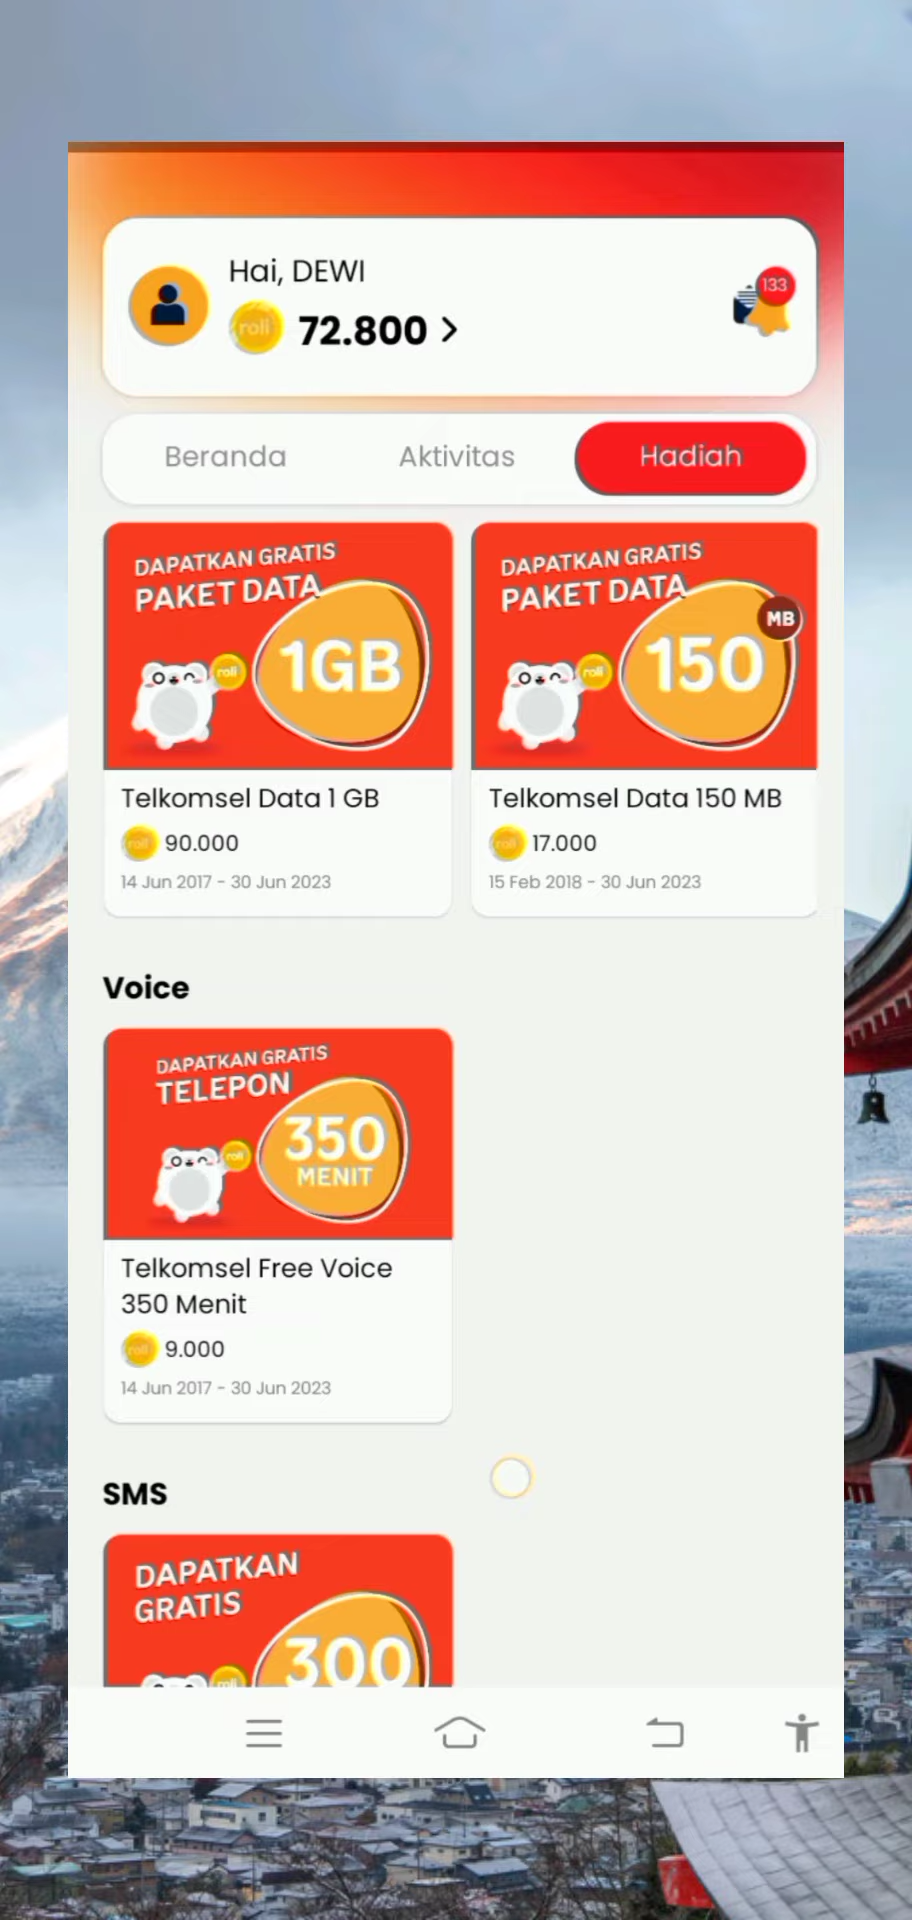 Hai, DEWI
roli 72.800
133
Beranda Aktivitas Hadiah
DAPATKAN GRATIS
PAKET DATA
roli
1GB
Telkomsel Data 1 GB
roli 90.000
14 Jun 2017 - 30 Jun 2023
DAPATKAN GRATIS
PAKET DATA
MB
roli
150
Telkomsel Data 150 MB
roli 17.000
15 Feb 2018 - 30 Jun 2023
Voice
DAPATKAN GRATIS
TELEPON
roli
350
MENIT
Telkomsel Free Voice
350 Menit
roli 9.000
14 Jun 2017 - 30 Jun 2023
SMS
DAPATKAN
GRATIS
300